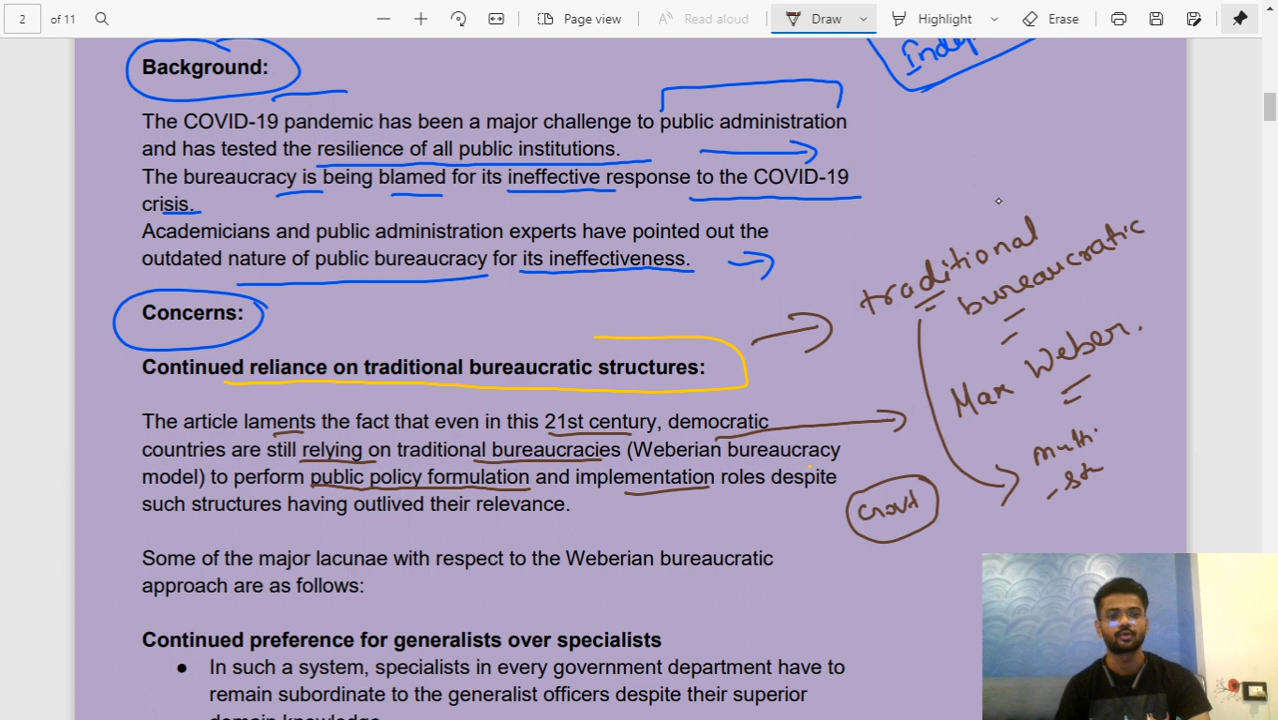 2 of 11 Page view Read aloud Draw Highlight Erase
Indep
Background:
The COVID-19 pandemic has been a major challenge to public administration
and has tested the resilience of all public institutions.
The bureaucracy is being blamed for its ineffective response to the COVID-19
crisis.
Academicians and public administration experts have pointed out the
outdated nature of public bureaucracy for its ineffectiveness.
traditional
bureaucratic
Concerns:
Max Weber.
Continued reliance on traditional bureaucratic structures:
The article laments the fact that even in this 21st century, democratic
countries are still relying on traditional bureaucracies (Weberian bureaucracy
model) to perform public policy formulation and implementation roles despite
such structures having outlived their relevance.
multi
Govt
Some of the major lacunae with respect to the Weberian bureaucratic
approach are as follows:
Continued preference for generalists over specialists
● In such a system, specialists in every government department have to
remain subordinate to the generalist officers despite their superior
domain knowledge